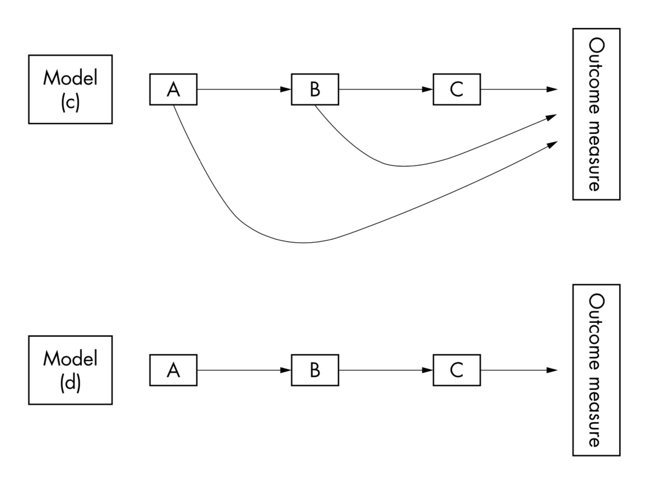 Model
(c)
A
B
C
Outcome measure
Model
(d)
A
B
C
Outcome measure